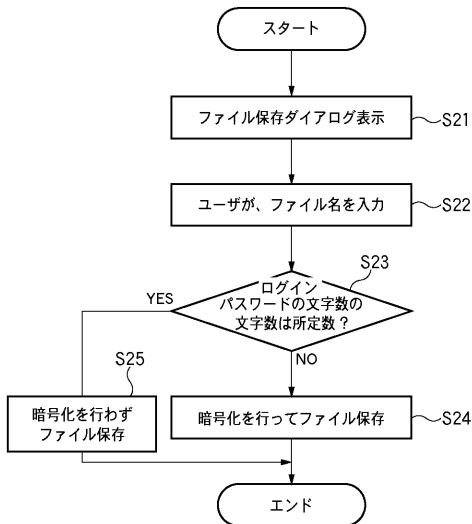 スタート
ファイル保存ダイアログ表示
S21
ユーザが、ファイル名を入力
S22
S23
ログイン
パスワードの文字数の
文字数は所定数?
YES
NO
S25
暗号化を行わず
ファイル保存
暗号化を行ってファイル保存
S24
エンド